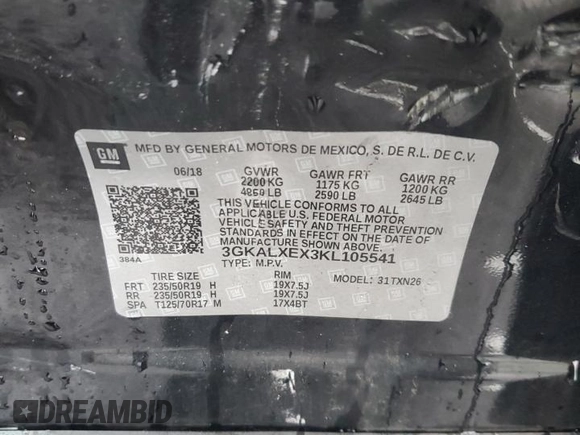 GM MFD BY GENERAL MOTORS DE MEXICO, S. DE R.L. DE C.V.
06/18 GVWR GAWR FRT GAWR RR
2200 KG 1175 KG 1200 KG
4850 LB 2590 LB 2645 LB
THIS VEHICLE CONFORMS TO ALL
APPLICABLE U.S. FEDERAL MOTOR
VEHICLE SAFETY AND THEFT PREVENTION
STANDARDS IN EFFECT ON THE DATE OF
MANUFACTURE SHOWN ABOVE.
384A 3GKALXEX3KL105541
TYPE: M.P.V.
TIRE SIZE RIM MODEL: 31TXN26
FRT 235/50R19 H 19X7.5J
RR 235/50R19 H 19X7.5J
SPA T125/70R17 M 17X4BT
DREAMBID